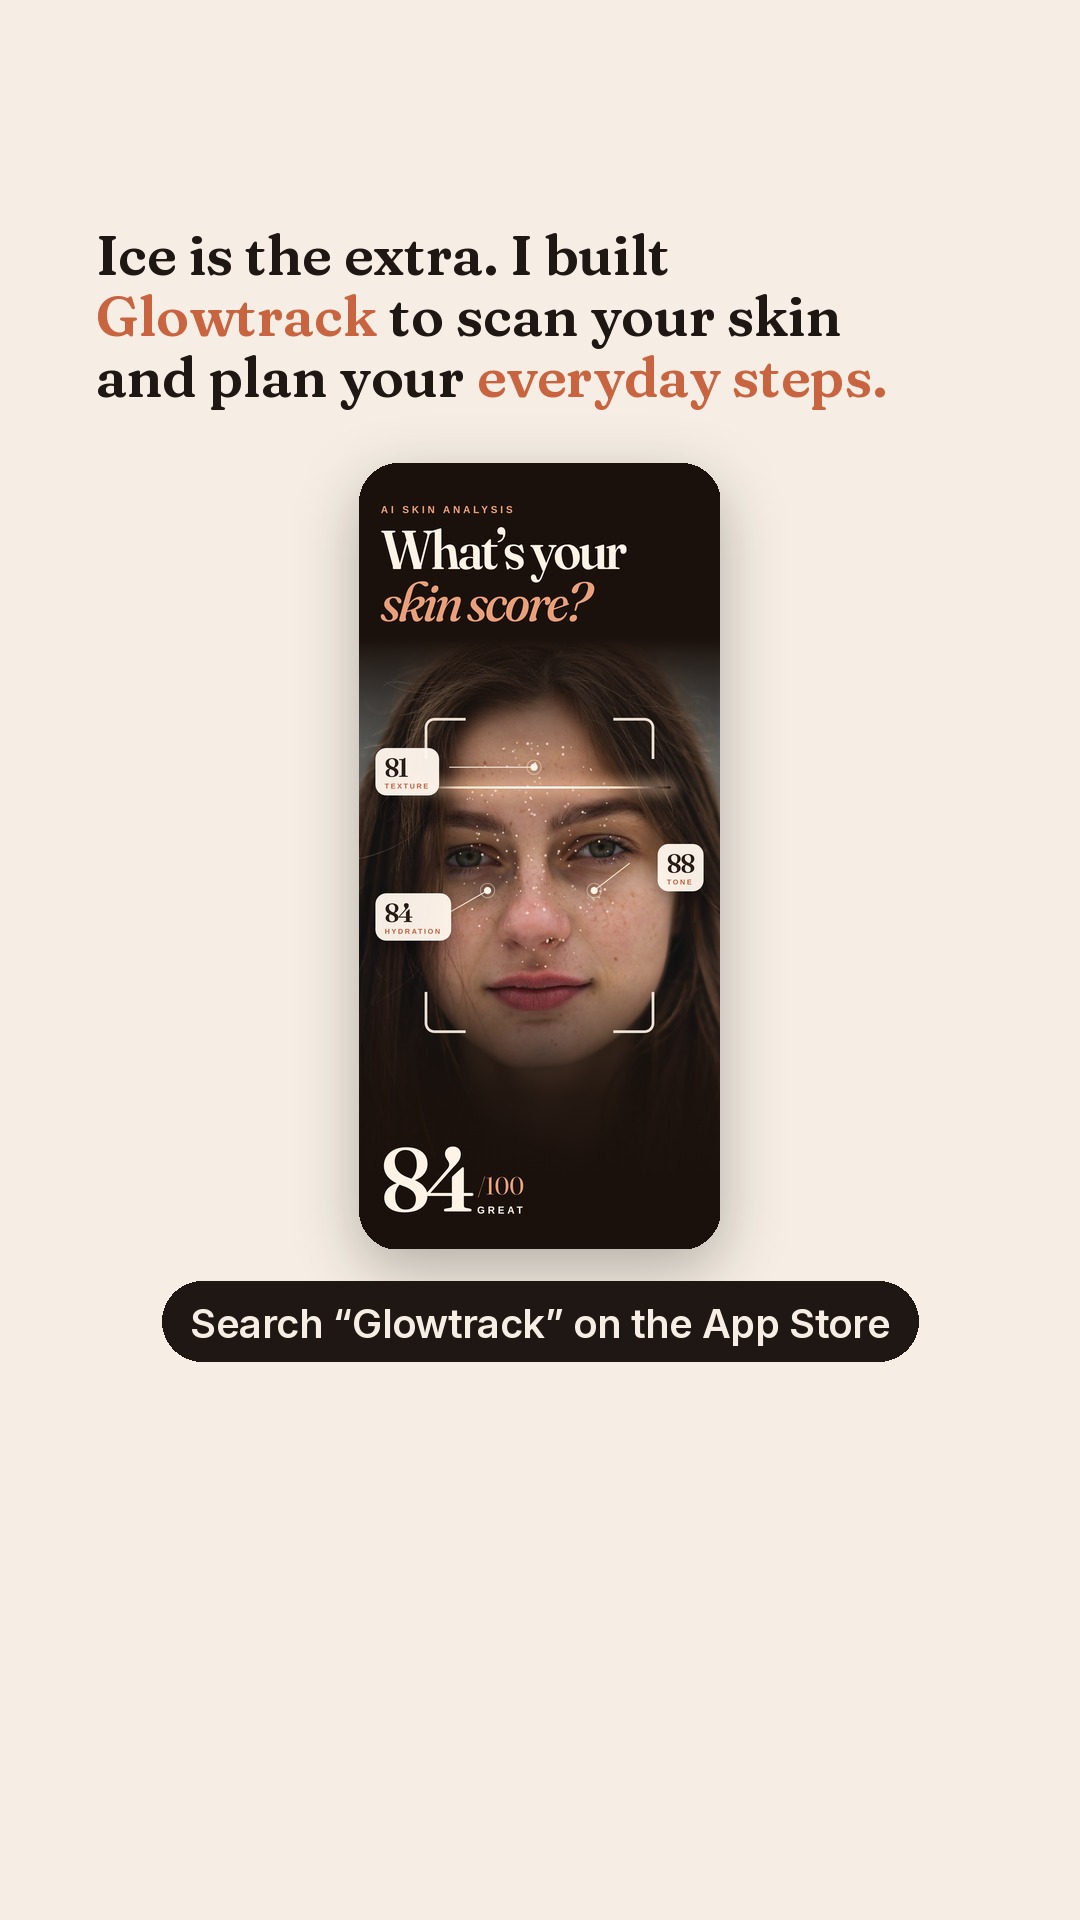 Ice is the extra. I built
Glowtrack to scan your skin
and plan your everyday steps.
AI SKIN ANALYSIS
What’s your
skin score?
81
TEXTURE
88
TONE
84
HYDRATION
84 /100
GREAT
Search “Glowtrack” on the App Store